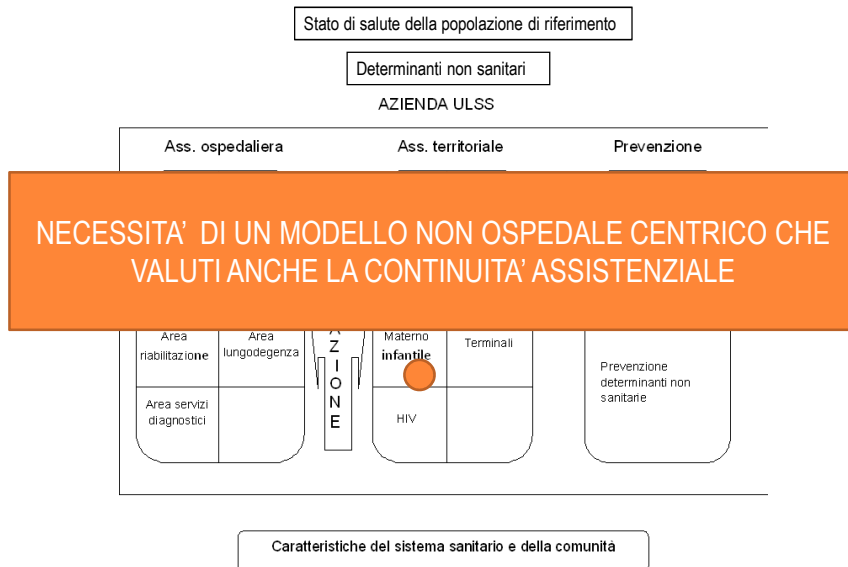 Stato di salute della popolazione di riferimento
Determinanti non sanitari
AZIENDA ULSS
Ass. ospedaliera
Ass. territoriale
Prevenzione
NECESSITA’ DI UN MODELLO NON OSPEDALE CENTRICO CHE
VALUTI ANCHE LA CONTINUITA’ ASSISTENZIALE
Area
riabilitazione
Area
lungodegenza
AZIONE
Materno
infantile
Terminali
Prevenzione
determinanti non
sanitarie
Area servizi
diagnostici
HIV
Caratteristiche del sistema sanitario e della comunità